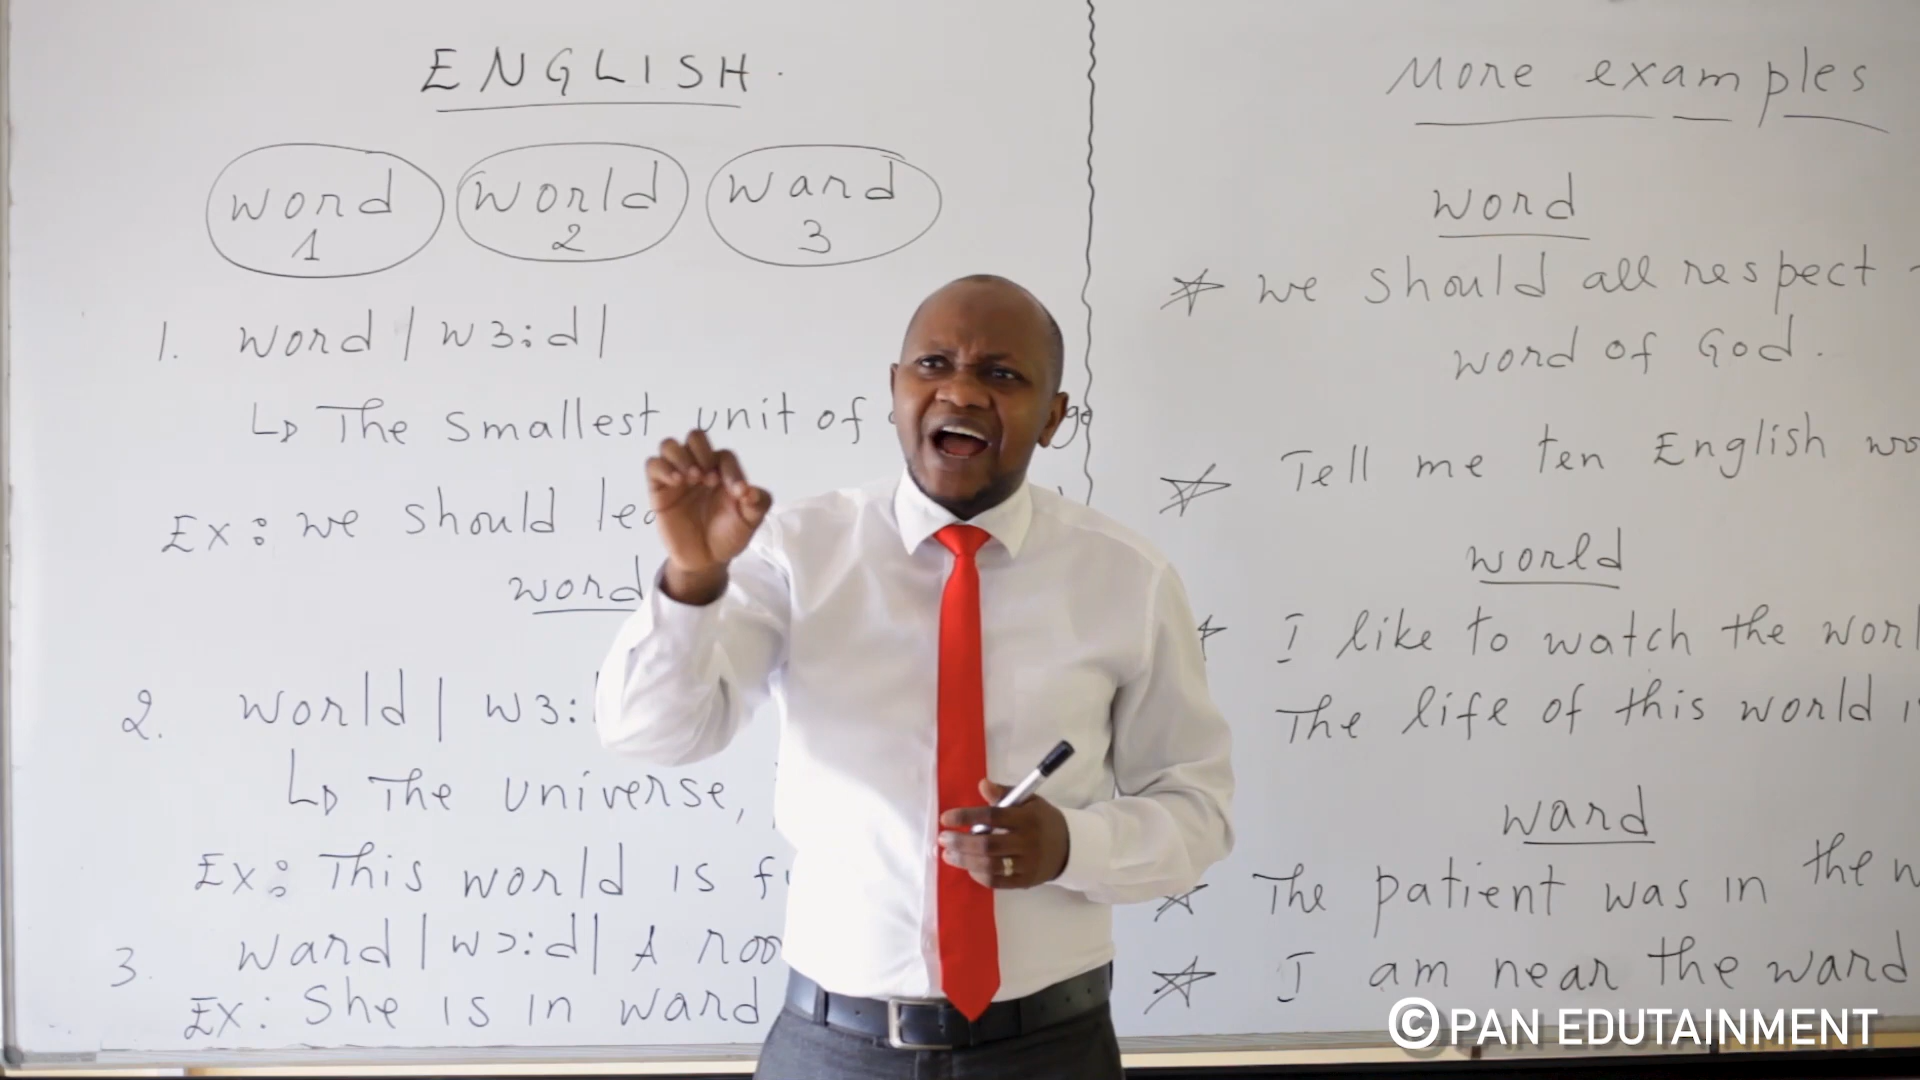 ENGLISH.
word
1
world
2
ward
3
1. word | w3:d |
The smallest unit of
Ex: we should
word
2. world | w3:
The universe,
Ex: This world is
3. ward | wɔ:d | A
Ex: She is in ward
More examples
word
we should all respect
word of God.
Tell me ten English
world
I like to watch the
The life of this world
ward
The patient was in the
I am near the ward
© PAN EDUTAINMENT